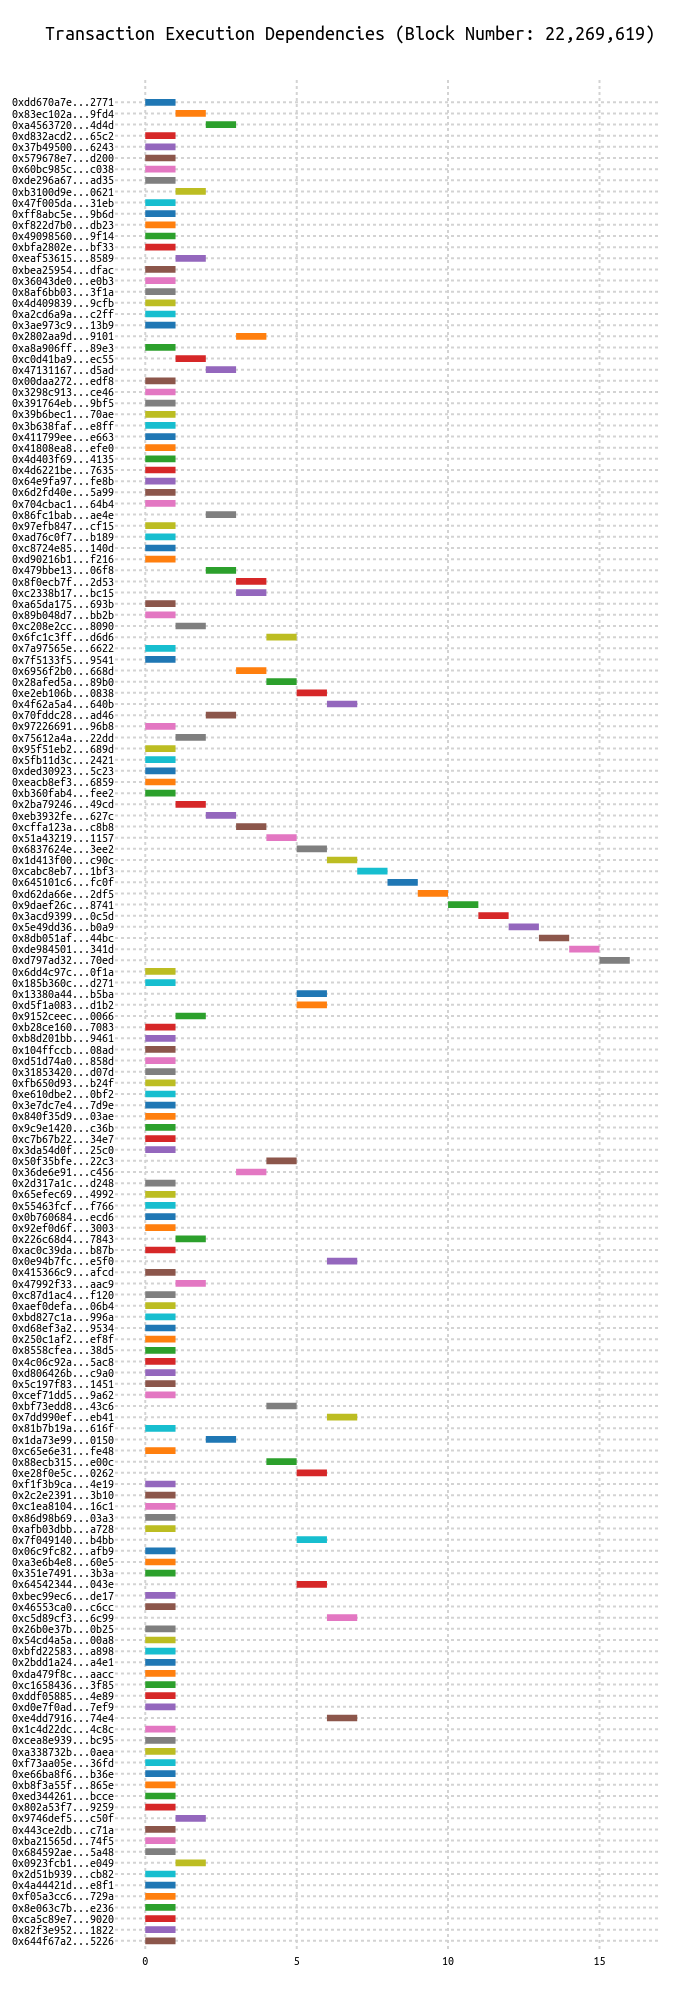 Transaction Execution Dependencies (Block Number: 22,269,619)
0xdd670a7e...2771
0x83ec102a...9fd4
0xa4563720...4d4d
0xd832acd2...65c2
0x37b49500...6243
0x579678e7...d200
0x60bc985c...c038
0xde296a67...ad35
0xb3100d9e...0621
0x47f005da...31eb
0xff8abc5e...9b6d
0xf822d7b0...db23
0x49098560...9f14
0xbfa2802e...bf33
0xeaf53615...8589
0xbea25954...dfac
0x36043de0...e0b3
0x8af6bb03...3f1a
0x4d409839...9cfb
0xa2cd6a9a...c2ff
0x3ae973c9...13b9
0x2802aa9d...9101
0xa8a906ff...89e3
0xc0d41ba9...ec55
0x47131167...d5ad
0x00daa272...edf8
0x3298c913...ce46
0x391764eb...9bf5
0x39b6bec1...70ae
0x3b638faf...e8ff
0x411799ee...e663
0x41808ea8...efe0
0x4d403f69...4135
0x4d6221be...7635
0x64e9fa97...fe8b
0x6d2fd40e...5a99
0x704cbac1...64b4
0x86fc1bab...ae4e
0x97efb847...cf15
0xad76c0f7...b189
0xc8724e85...140d
0xd90216b1...f216
0x479bbe13...06f8
0x8f0ecb7f...2d53
0xc2338b17...bc15
0xa65da175...693b
0x89b048d7...bb2b
0xc208e2cc...8090
0x6fc1c3ff...d6d6
0x7a97565e...6622
0x7f5133f5...9541
0x6956f2b0...668d
0x28afed5a...89b0
0xe2eb106b...0838
0x4f62a5a4...640b
0x70fddc28...ad46
0x97226691...96b8
0x75612a4a...22dd
0x95f51eb2...689d
0x5fb11d3c...2421
0xded30923...5c23
0xeacb8ef3...6859
0xb360fab4...fee2
0x2ba79246...49cd
0xeb3932fe...627c
0xcffa123a...c8b8
0x51a43219...1157
0x6837624e...3ee2
0x1d413f00...c90c
0xcabc8eb7...1bf3
0x645101c6...fc0f
0xd62da66e...2df5
0x9daef26c...8741
0x3acd9399...0c5d
0x5e49dd36...b0a9
0x8db051af...44bc
0xde984501...341d
0xd797ad32...70ed
0x6dd4c97c...0f1a
0x185b360c...d271
0x13380a44...b5ba
0xd5f1a083...d1b2
0x9152ceec...0066
0xb28ce160...7083
0xb8d201bb...9461
0x104ffccb...08ad
0xd51d74a0...858d
0x31853420...d07d
0xfb650d93...b24f
0xe610dbe2...0bf2
0x3e7dc7e4...7d9e
0x840f35d9...03ae
0x9c9e1420...c36b
0xc7b67b22...34e7
0x3da54d0f...25c0
0x50f35bfe...22c3
0x36de6e91...c456
0x2d317a1c...d248
0x65efec69...4992
0x55463fcf...f766
0x0b760684...ecd6
0x92ef0d6f...3003
0x226c68d4...7843
0xac0c39da...b87b
0x0e94b7fc...e5f0
0x415366c9...afcd
0x47992f33...aac9
0xc87d1ac4...f120
0xaef0defa...06b4
0xbd827c1a...996a
0xd68ef3a2...9534
0x250c1af2...ef8f
0x8558cfea...38d5
0x4c06c92a...5ac8
0xd806426b...c9a0
0x5c197f83...1451
0xcef71dd5...9a62
0xbf73edd8...43c6
0x7dd990ef...eb41
0x81b7b19a...616f
0x1da73e99...0150
0xc65e6e31...fe48
0x88ecb315...e00c
0xe28f0e5c...0262
0xf1f3b9ca...4e19
0x2c2e2391...3b10
0xc1ea8104...16c1
0x86d98b69...03a3
0xafb03dbb...a728
0x7f049140...b4bb
0x06c9fc82...afb9
0xa3e6b4e8...60e5
0x351e7491...3b3a
0x64542344...043e
0xbec99ec6...de17
0x46553ca0...c6cc
0xc5d89cf3...6c99
0x26b0e37b...0b25
0x54cd4a5a...00a8
0xbfd22583...a898
0x2bdd1a24...a4e1
0xda479f8c...aacc
0xc1658436...3f85
0xddf05885...4e89
0xd0e7f0ad...7ef9
0xe4dd7916...74e4
0x1c4d22dc...4c8c
0xcea8e939...bc95
0xa338732b...0aea
0xf73aa05e...36fd
0xe66ba8f6...b36e
0xb8f3a55f...865e
0xed344261...bcce
0x802a53f7...9259
0x9746def5...c50f
0x443ce2db...c71a
0xba21565d...74f5
0x684592ae...5a48
0x0923fcb1...e049
0x2d51b939...cb82
0x4a44421d...e8f1
0xf05a3cc6...729a
0x8e063c7b...e236
0xca5c89e7...9020
0x82f3e952...1822
0x644f67a2...5226
0 5 10 15